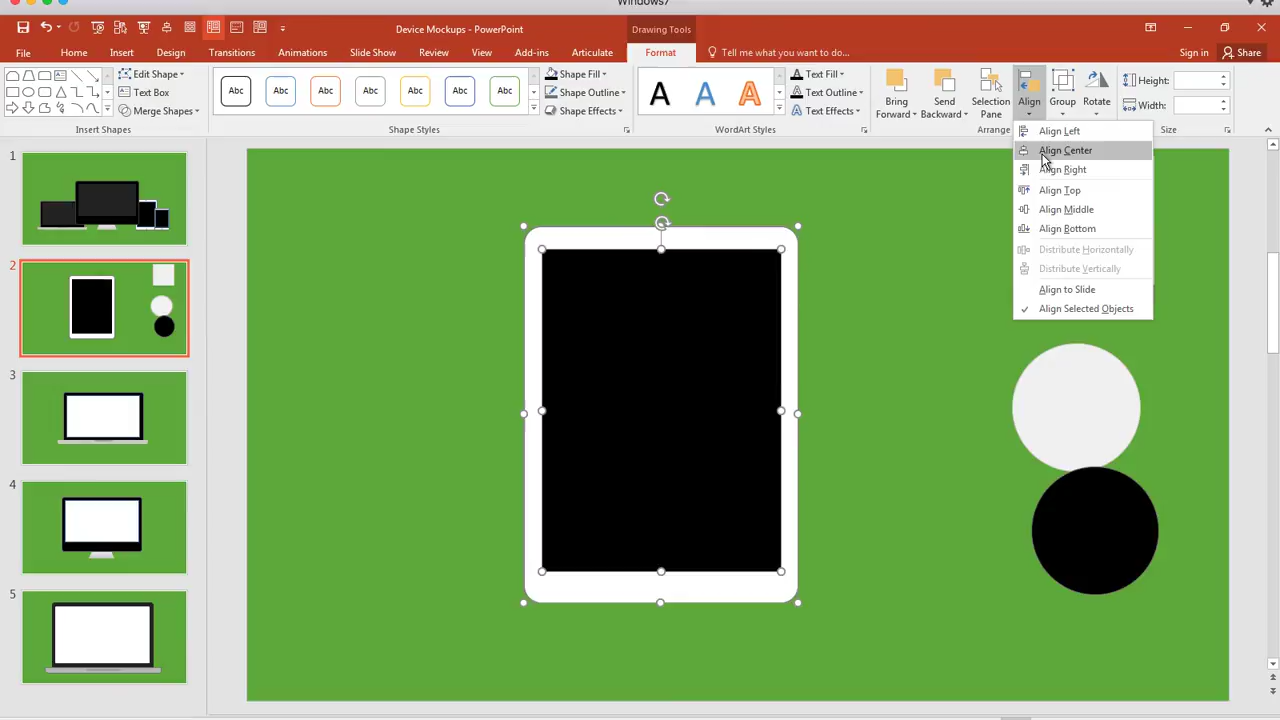 Windows7
Device Mockups - PowerPoint
Drawing Tools
File
Home
Insert
Design
Transitions
Animations
Slide Show
Review
View
Add-ins
Articulate
Format
Tell me what you want to do...
Sign in
Share
Edit Shape
Text Box
Merge Shapes
Insert Shapes
Abc
Abc
Abc
Abc
Abc
Abc
Abc
Shape Fill
Shape Outline
Shape Effects
Shape Styles
A
A
A
Text Fill
Text Outline
Text Effects
WordArt Styles
Bring
Forward
Send
Backward
Selection
Pane
Align
Group
Rotate
Arrange
Height:
Width:
Size
Align Left
Align Center
Align Right
Align Top
Align Middle
Align Bottom
Distribute Horizontally
Distribute Vertically
Align to Slide
Align Selected Objects
1
2
3
4
5